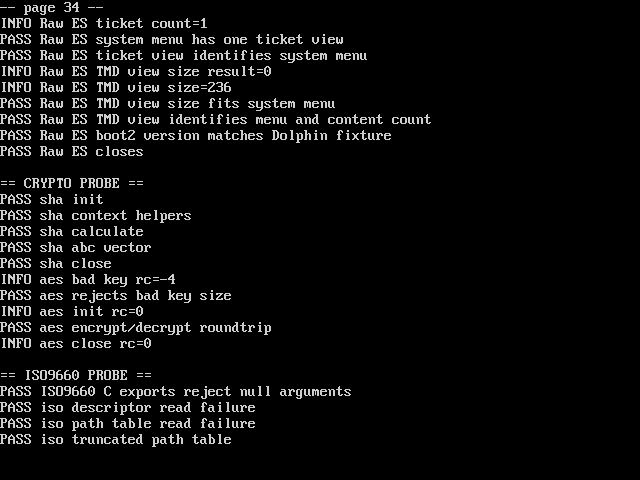 -- page 34 --
INFO Raw ES ticket count=1
PASS Raw ES system menu has one ticket view
PASS Raw ES ticket view identifies system menu
INFO Raw ES TMD view size result=0
INFO Raw ES TMD view size=236
PASS Raw ES TMD view size fits system menu
PASS Raw ES TMD view identifies menu and content count
PASS Raw ES boot2 version matches Dolphin fixture
PASS Raw ES closes
== CRYPTO PROBE ==
PASS sha init
PASS sha context helpers
PASS sha calculate
PASS sha abc vector
PASS sha close
INFO aes bad key rc=-4
PASS aes rejects bad key size
INFO aes init rc=0
PASS aes encrypt/decrypt roundtrip
INFO aes close rc=0
== ISO9660 PROBE ==
PASS ISO9660 C exports reject null arguments
PASS iso descriptor read failure
PASS iso path table read failure
PASS iso truncated path table